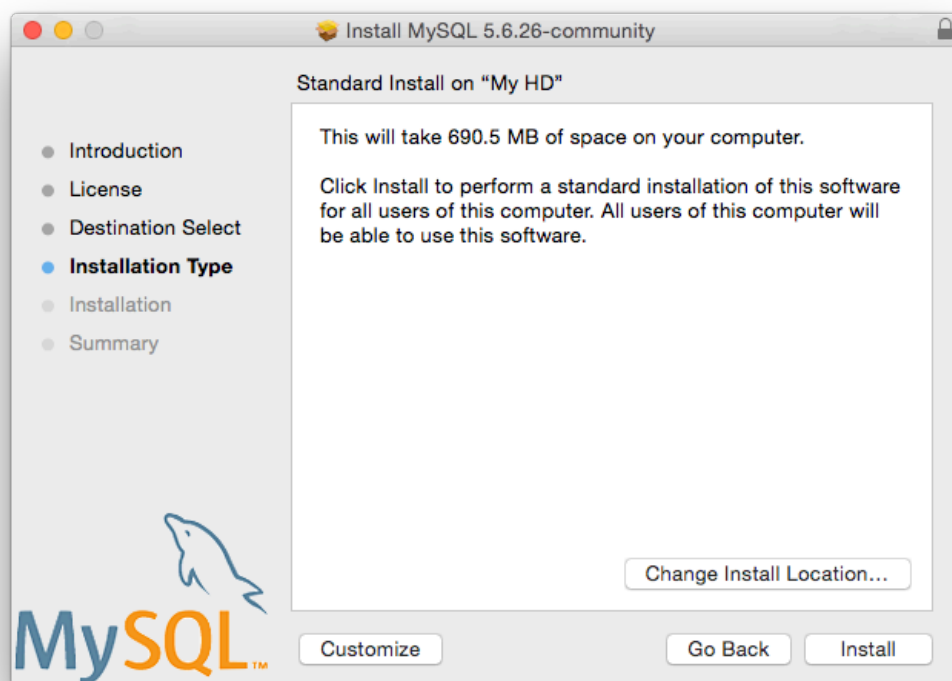 Install MySQL 5.6.26-community
Standard Install on “My HD”
Introduction
License
Destination Select
Installation Type
Installation
Summary
This will take 690.5 MB of space on your computer.
Click Install to perform a standard installation of this software
for all users of this computer. All users of this computer will
be able to use this software.
Change Install Location...
MySQL™
Customize
Go Back
Install